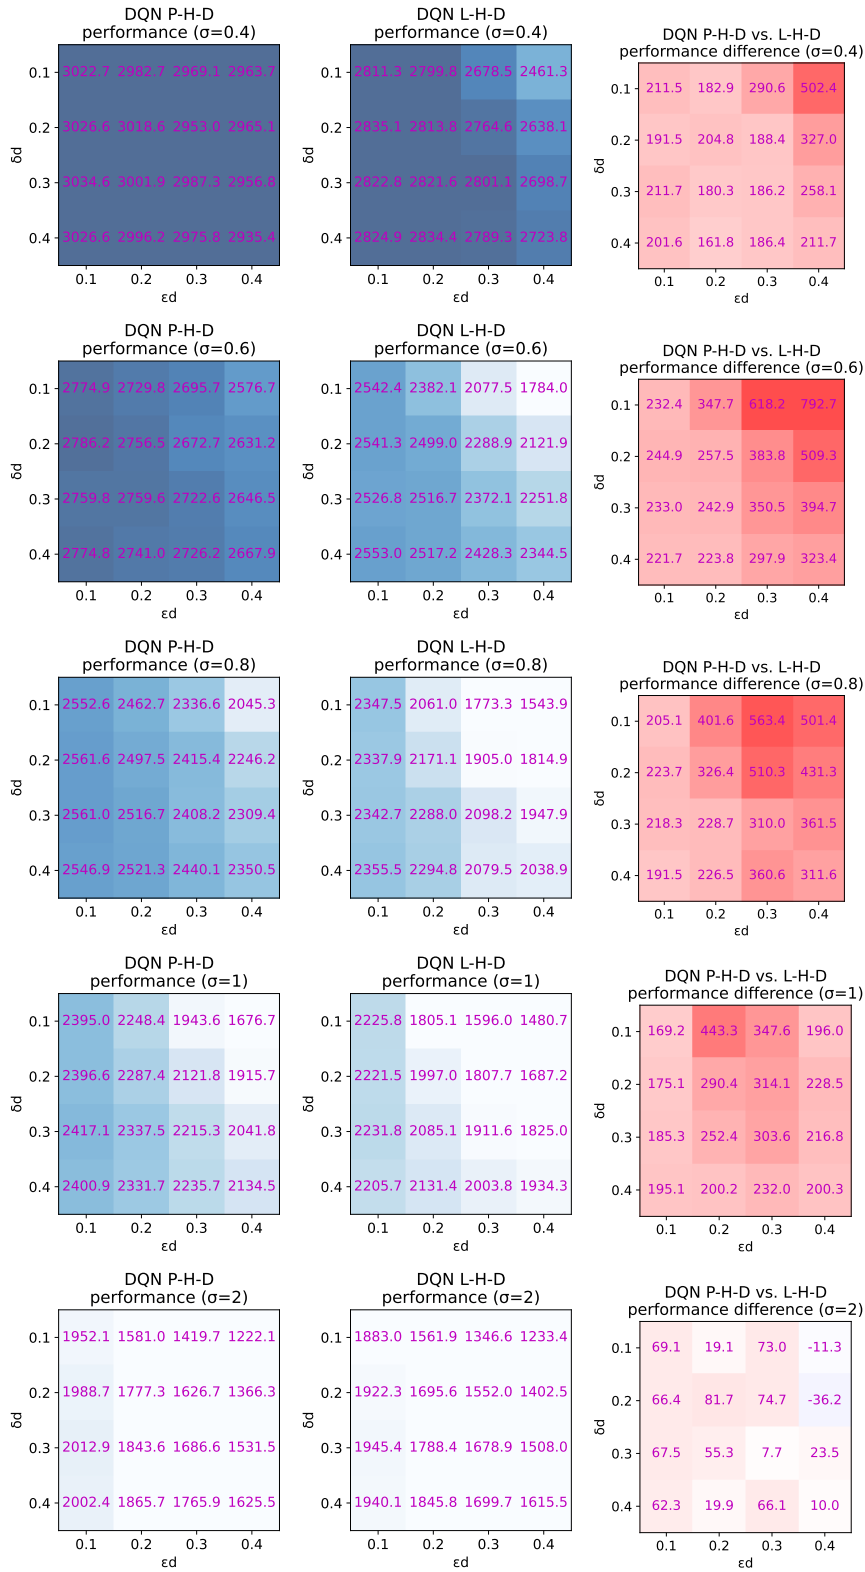 DQN P-H-D
performance (σ=0.4)
0.1 3022.7 2982.7 2969.1 2963.7
0.2 3026.6 3018.6 2953.0 2965.1
0.3 3034.6 3001.9 2987.3 2956.8
0.4 3026.6 2996.2 2975.8 2935.4
δd
0.1 0.2 0.3 0.4
εd
DQN L-H-D
performance (σ=0.4)
0.1 2811.3 2799.8 2678.5 2461.3
0.2 2835.1 2813.8 2764.6 2638.1
0.3 2822.8 2821.6 2801.1 2698.7
0.4 2824.9 2834.4 2789.3 2723.8
δd
0.1 0.2 0.3 0.4
εd
DQN P-H-D vs. L-H-D
performance difference (σ=0.4)
0.1 211.5 182.9 290.6 502.4
0.2 191.5 204.8 188.4 327.0
0.3 211.7 180.3 186.2 258.1
0.4 201.6 161.8 186.4 211.7
δd
0.1 0.2 0.3 0.4
εd
DQN P-H-D
performance (σ=0.6)
0.1 2774.9 2729.8 2695.7 2576.7
0.2 2786.2 2756.5 2672.7 2631.2
0.3 2759.8 2759.6 2722.6 2646.5
0.4 2774.8 2741.0 2726.2 2667.9
δd
0.1 0.2 0.3 0.4
εd
DQN L-H-D
performance (σ=0.6)
0.1 2542.4 2382.1 2077.5 1784.0
0.2 2541.3 2499.0 2288.9 2121.9
0.3 2526.8 2516.7 2372.1 2251.8
0.4 2553.0 2517.2 2428.3 2344.5
δd
0.1 0.2 0.3 0.4
εd
DQN P-H-D vs. L-H-D
performance difference (σ=0.6)
0.1 232.4 347.7 618.2 792.7
0.2 244.9 257.5 383.8 509.3
0.3 233.0 242.9 350.5 394.7
0.4 221.7 223.8 297.9 323.4
δd
0.1 0.2 0.3 0.4
εd
DQN P-H-D
performance (σ=0.8)
0.1 2552.6 2462.7 2336.6 2045.3
0.2 2561.6 2497.5 2415.4 2246.2
0.3 2561.0 2516.7 2408.2 2309.4
0.4 2546.9 2521.3 2440.1 2350.5
δd
0.1 0.2 0.3 0.4
εd
DQN L-H-D
performance (σ=0.8)
0.1 2347.5 2061.0 1773.3 1543.9
0.2 2337.9 2171.1 1905.0 1814.9
0.3 2342.7 2288.0 2098.2 1947.9
0.4 2355.5 2294.8 2079.5 2038.9
δd
0.1 0.2 0.3 0.4
εd
DQN P-H-D vs. L-H-D
performance difference (σ=0.8)
0.1 205.1 401.6 563.4 501.4
0.2 223.7 326.4 510.3 431.3
0.3 218.3 228.7 310.0 361.5
0.4 191.5 226.5 360.6 311.6
δd
0.1 0.2 0.3 0.4
εd
DQN P-H-D
performance (σ=1)
0.1 2395.0 2248.4 1943.6 1676.7
0.2 2396.6 2287.4 2121.8 1915.7
0.3 2417.1 2337.5 2215.3 2041.8
0.4 2400.9 2331.7 2235.7 2134.5
δd
0.1 0.2 0.3 0.4
εd
DQN L-H-D
performance (σ=1)
0.1 2225.8 1805.1 1596.0 1480.7
0.2 2221.5 1997.0 1807.7 1687.2
0.3 2231.8 2085.1 1911.6 1825.0
0.4 2205.7 2131.4 2003.8 1934.3
δd
0.1 0.2 0.3 0.4
εd
DQN P-H-D vs. L-H-D
performance difference (σ=1)
0.1 169.2 443.3 347.6 196.0
0.2 175.1 290.4 314.1 228.5
0.3 185.3 252.4 303.6 216.8
0.4 195.1 200.2 232.0 200.3
δd
0.1 0.2 0.3 0.4
εd
DQN P-H-D
performance (σ=2)
0.1 1952.1 1581.0 1419.7 1222.1
0.2 1988.7 1777.3 1626.7 1366.3
0.3 2012.9 1843.6 1686.6 1531.5
0.4 2002.4 1865.7 1765.9 1625.5
δd
0.1 0.2 0.3 0.4
εd
DQN L-H-D
performance (σ=2)
0.1 1883.0 1561.9 1346.6 1233.4
0.2 1922.3 1695.6 1552.0 1402.5
0.3 1945.4 1788.4 1678.9 1508.0
0.4 1940.1 1845.8 1699.7 1615.5
δd
0.1 0.2 0.3 0.4
εd
DQN P-H-D vs. L-H-D
performance difference (σ=2)
0.1 69.1 19.1 73.0 -11.3
0.2 66.4 81.7 74.7 -36.2
0.3 67.5 55.3 7.7 23.5
0.4 62.3 19.9 66.1 10.0
δd
0.1 0.2 0.3 0.4
εd